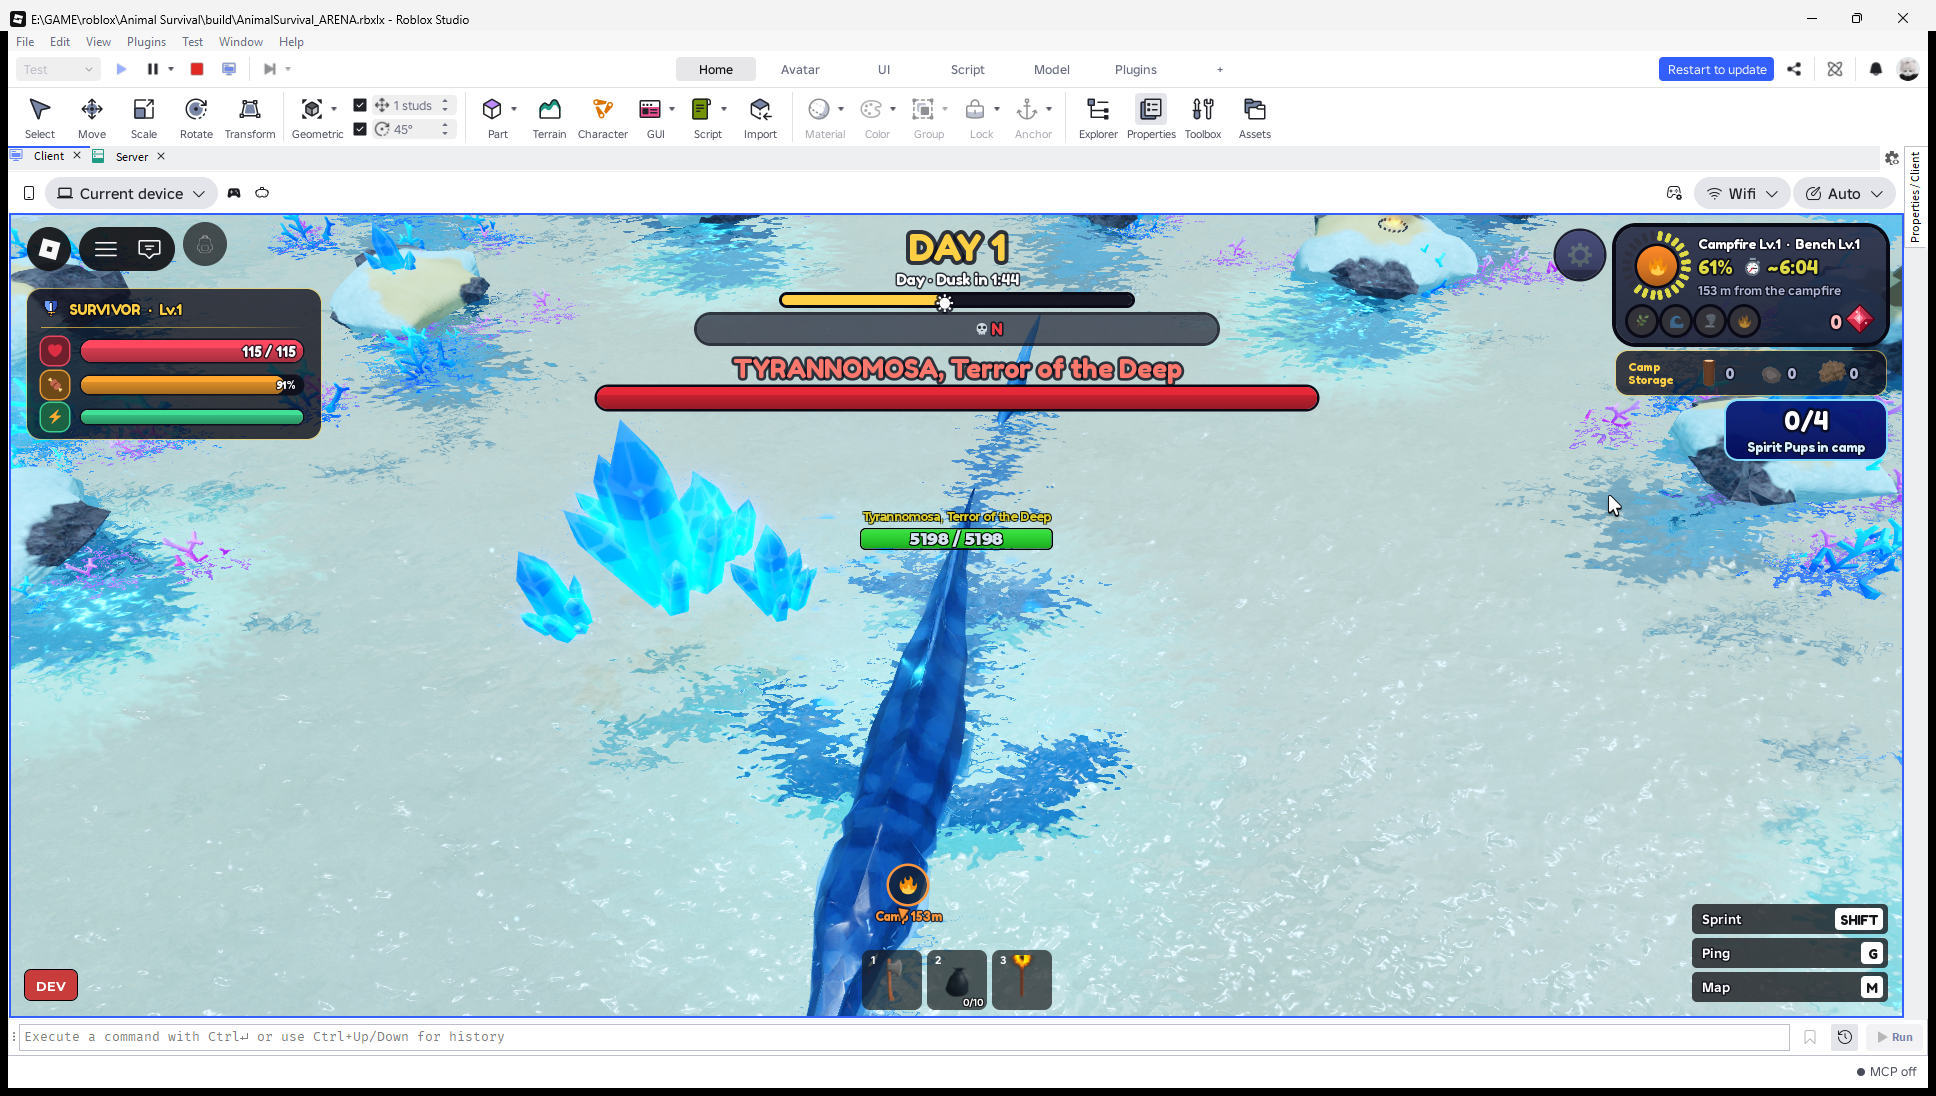 E:\GAME\roblox\Animal Survival\build\AnimalSurvival_ARENA.rbxlx - Roblox Studio
File Edit View Plugins Test Window Help
Test
Home Avatar UI Script Model Plugins +
Restart to update
1 studs
45°
Select Move Scale Rotate Transform Geometric Part Terrain Character GUI Script Import Material Color Group Lock Anchor Explorer Properties Toolbox Assets
Client Server
Properties / Client
Current device
Wifi Auto
DAY 1
Day · Dusk in 1:44
N
TYRANNOMOSA, Terror of the Deep
SURVIVOR · Lv.1
115 / 115
91%
Campfire Lv.1 · Bench Lv.1
61% ~6:04
153 m from the campfire
0
Camp Storage
0 0 0
0/4
Spirit Pups in camp
Tyrannomosa, Terror of the Deep
5198 / 5198
Camp 153m
1 2 3
0/10
Sprint SHIFT
Ping G
Map M
DEV
Execute a command with Ctrl↵ or use Ctrl+Up/Down for history
Run
MCP off